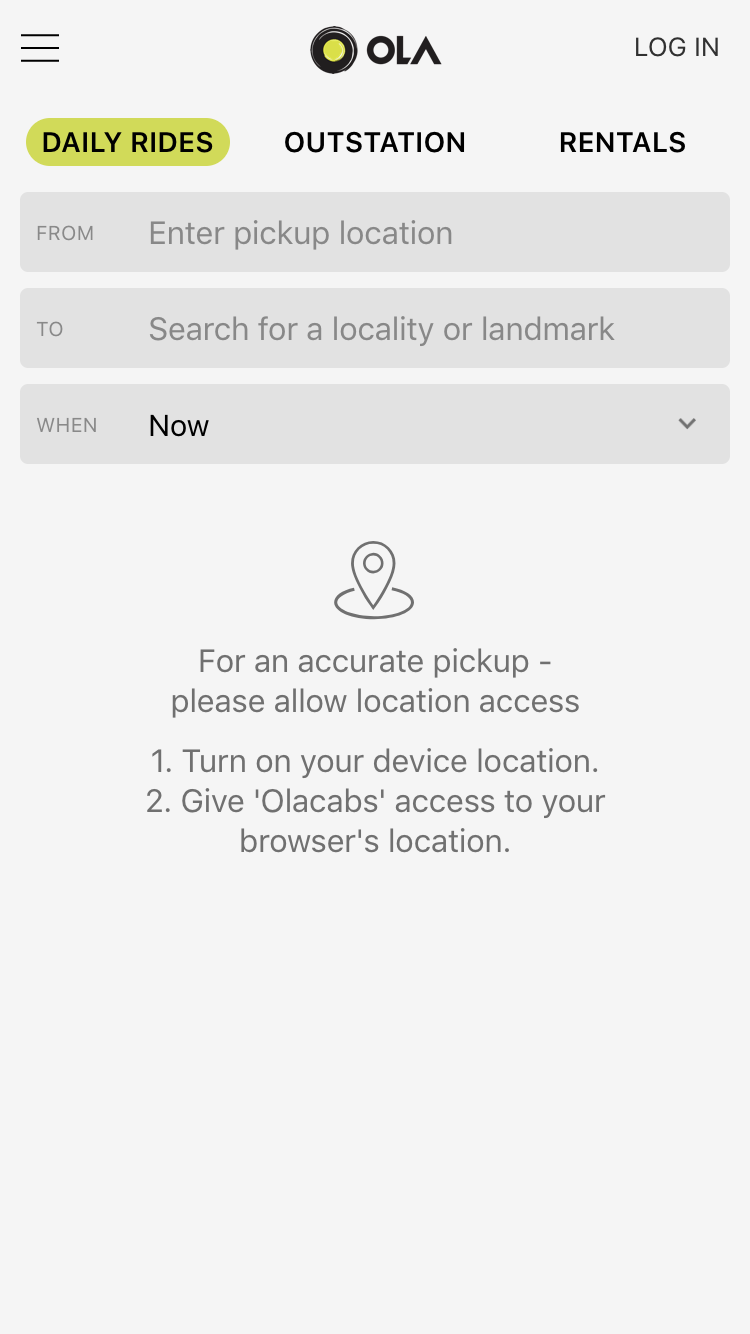 OLA
LOG IN
DAILY RIDES
OUTSTATION
RENTALS
FROM
Enter pickup location
TO
Search for a locality or landmark
WHEN
Now
For an accurate pickup -
please allow location access
1. Turn on your device location.
2. Give 'Olacabs' access to your
browser's location.